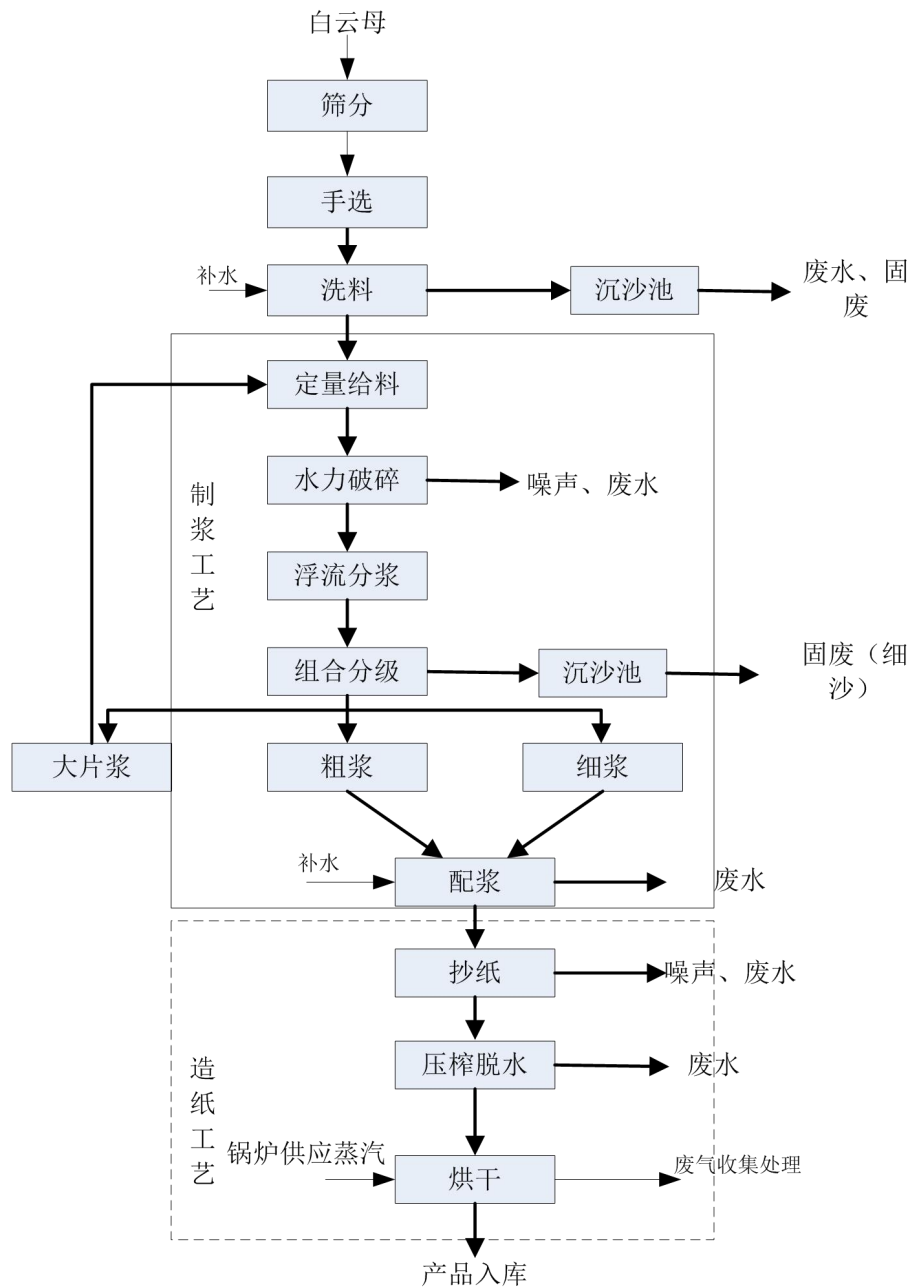 白云母
筛分
手选
补水
洗料
沉沙池
废水、固
废
定量给料
水力破碎
噪声、废水
制
浆
工
艺
浮流分浆
组合分级
沉沙池
固废（细
沙）
大片浆
粗浆
细浆
补水
配浆
废水
抄纸
噪声、废水
压榨脱水
废水
造
纸
工
艺
锅炉供应蒸汽
烘干
废气收集处理
产品入库